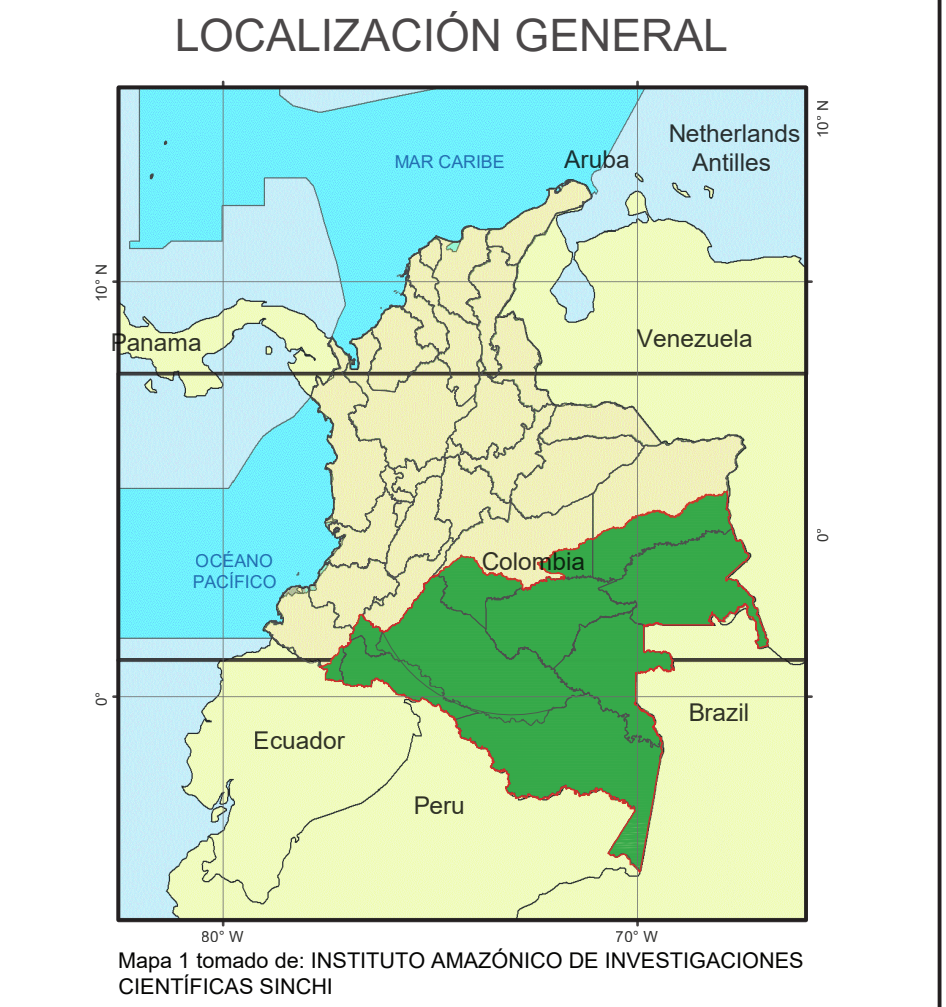 LOCALIZACIÓN GENERAL
10° N
Netherlands
Antilles
Aruba
MAR CARIBE
10° N
Panama
Venezuela
0°
Colombia
OCÉANO
PACÍFICO
0°
Brazil
Ecuador
Peru
80° W
70° W
Mapa 1 tomado de: INSTITUTO AMAZÓNICO DE INVESTIGACIONES
CIENTÍFICAS SINCHI